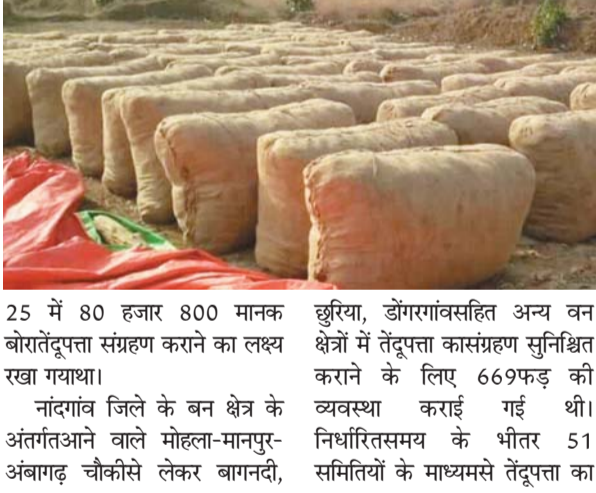 25 में 80 हजार 800 मानक
बोरातेंदूपत्ता संग्रहण कराने का लक्ष्य
रखा गयाथा।
नांदगांव जिले के बन क्षेत्र के
अंतर्गतआने वाले मोहला-मानपुर-
अंबागढ़ चौकीसे लेकर बागनदी,
छुरिया, डोंगरगांवसहित अन्य वन
क्षेत्रों में तेंदूपत्ता कासंग्रहण सुनिश्चित
कराने के लिए 669फड़ की
व्यवस्था कराई गई थी।
निर्धारितसमय के भीतर 51
समितियों के माध्यमसे तेंदूपत्ता का